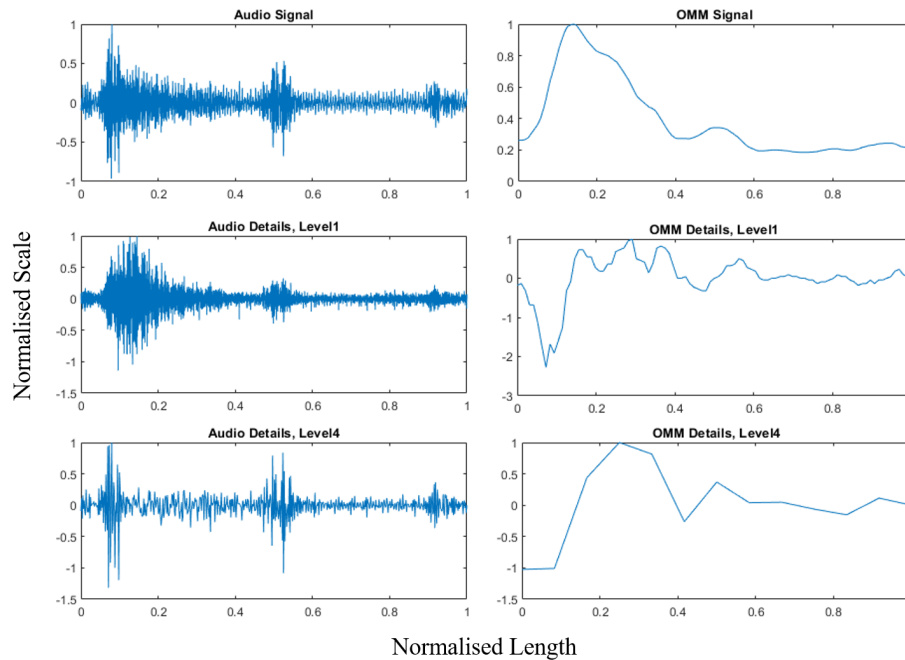 Audio Signal
1
0.5
0
-0.5
-1
0 0.2 0.4 0.6 0.8 1
OMM Signal
1
0.8
0.6
0.4
0.2
0
0 0.2 0.4 0.6 0.8
Normalised Scale
Audio Details, Level1
1
0.5
0
-0.5
-1
-1.5
0 0.2 0.4 0.6 0.8 1
OMM Details, Level1
1
0
-1
-2
-3
0 0.2 0.4 0.6 0.8
Audio Details, Level4
1
0.5
0
-0.5
-1
-1.5
0 0.2 0.4 0.6 0.8 1
OMM Details, Level4
1
0.5
0
-0.5
-1
-1.5
0 0.2 0.4 0.6 0.8
Normalised Length